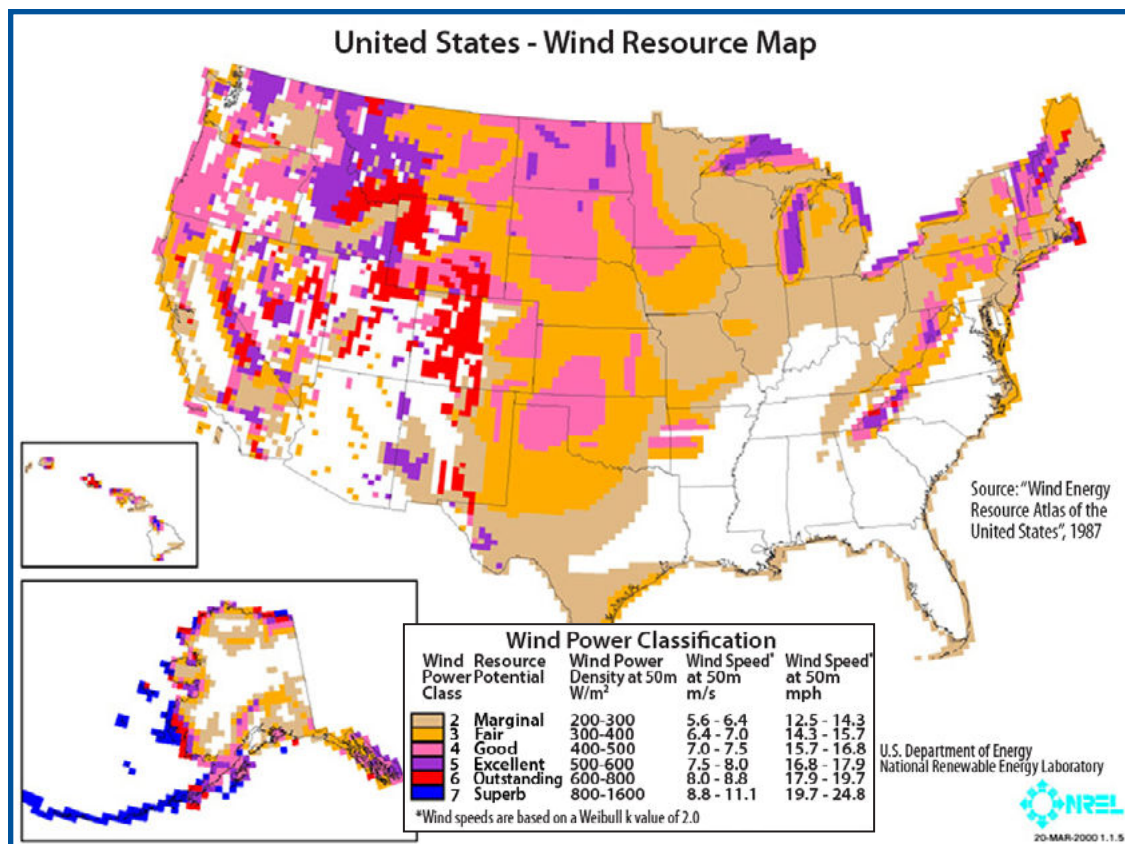 United States - Wind Resource Map
Source: "Wind Energy
Resource Atlas of the
United States", 1987
Wind Power Classification
Wind Power Class Resource Potential Wind Power Density at 50m W/m² Wind Speed* at 50m m/s Wind Speed* at 50m mph
2 Marginal 200-300 5.6 - 6.4 12.5 - 14.3
3 Fair 300-400 6.4 - 7.0 14.3 - 15.7
4 Good 400-500 7.0 - 7.5 15.7 - 16.8
5 Excellent 500-600 7.5 - 8.0 16.8 - 17.9
6 Outstanding 600-800 8.0 - 8.8 17.9 - 19.7
7 Superb 800-1600 8.8 - 11.1 19.7 - 24.8
*Wind speeds are based on a Weibull k value of 2.0
U.S. Department of Energy
National Renewable Energy Laboratory
NREL
20-MAR-2000 1.1.5